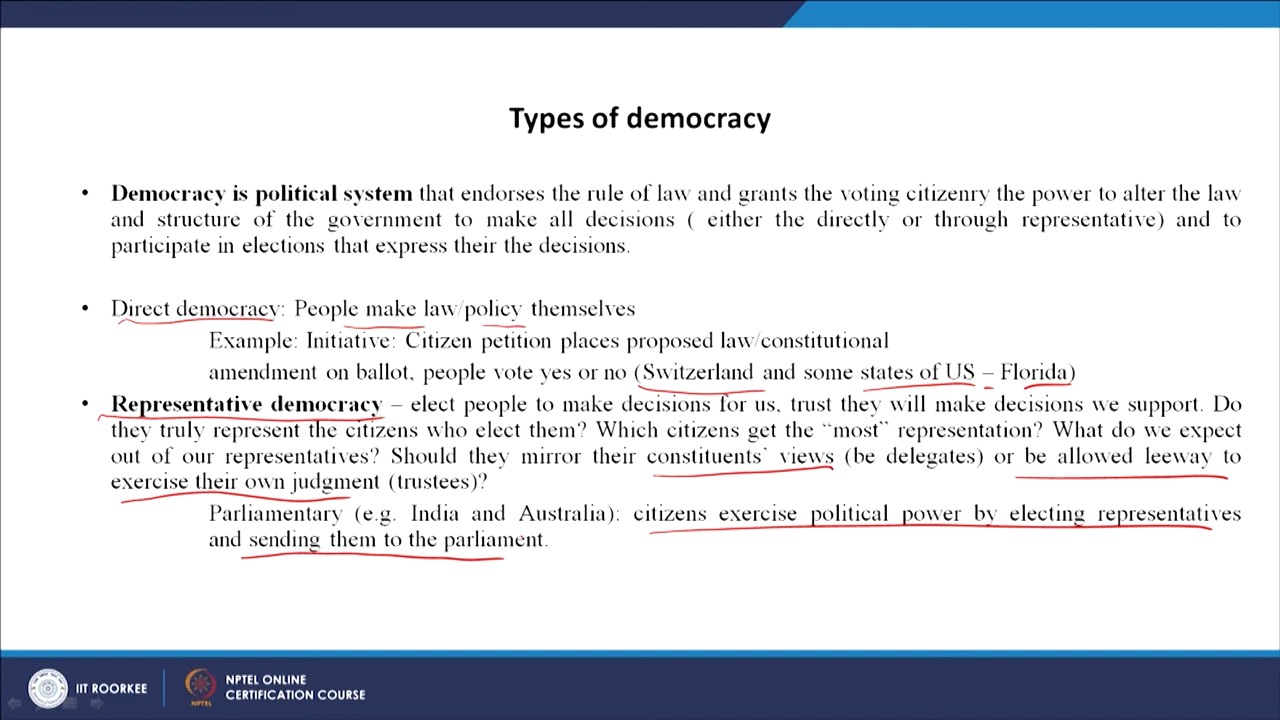 Types of democracy
• Democracy is political system that endorses the rule of law and grants the voting citizenry the power to alter the law
and structure of the government to make all decisions ( either the directly or through representative) and to
participate in elections that express their the decisions.
• Direct democracy: People make law/policy themselves
Example: Initiative: Citizen petition places proposed law/constitutional
amendment on ballot, people vote yes or no (Switzerland and some states of US – Florida)
• Representative democracy – elect people to make decisions for us, trust they will make decisions we support. Do
they truly represent the citizens who elect them? Which citizens get the “most” representation? What do we expect
out of our representatives? Should they mirror their constituents’ views (be delegates) or be allowed leeway to
exercise their own judgment (trustees)?
Parliamentary (e.g. India and Australia): citizens exercise political power by electing representatives
and sending them to the parliament.
IIT ROORKEE
NPTEL
NPTEL ONLINE
CERTIFICATION COURSE